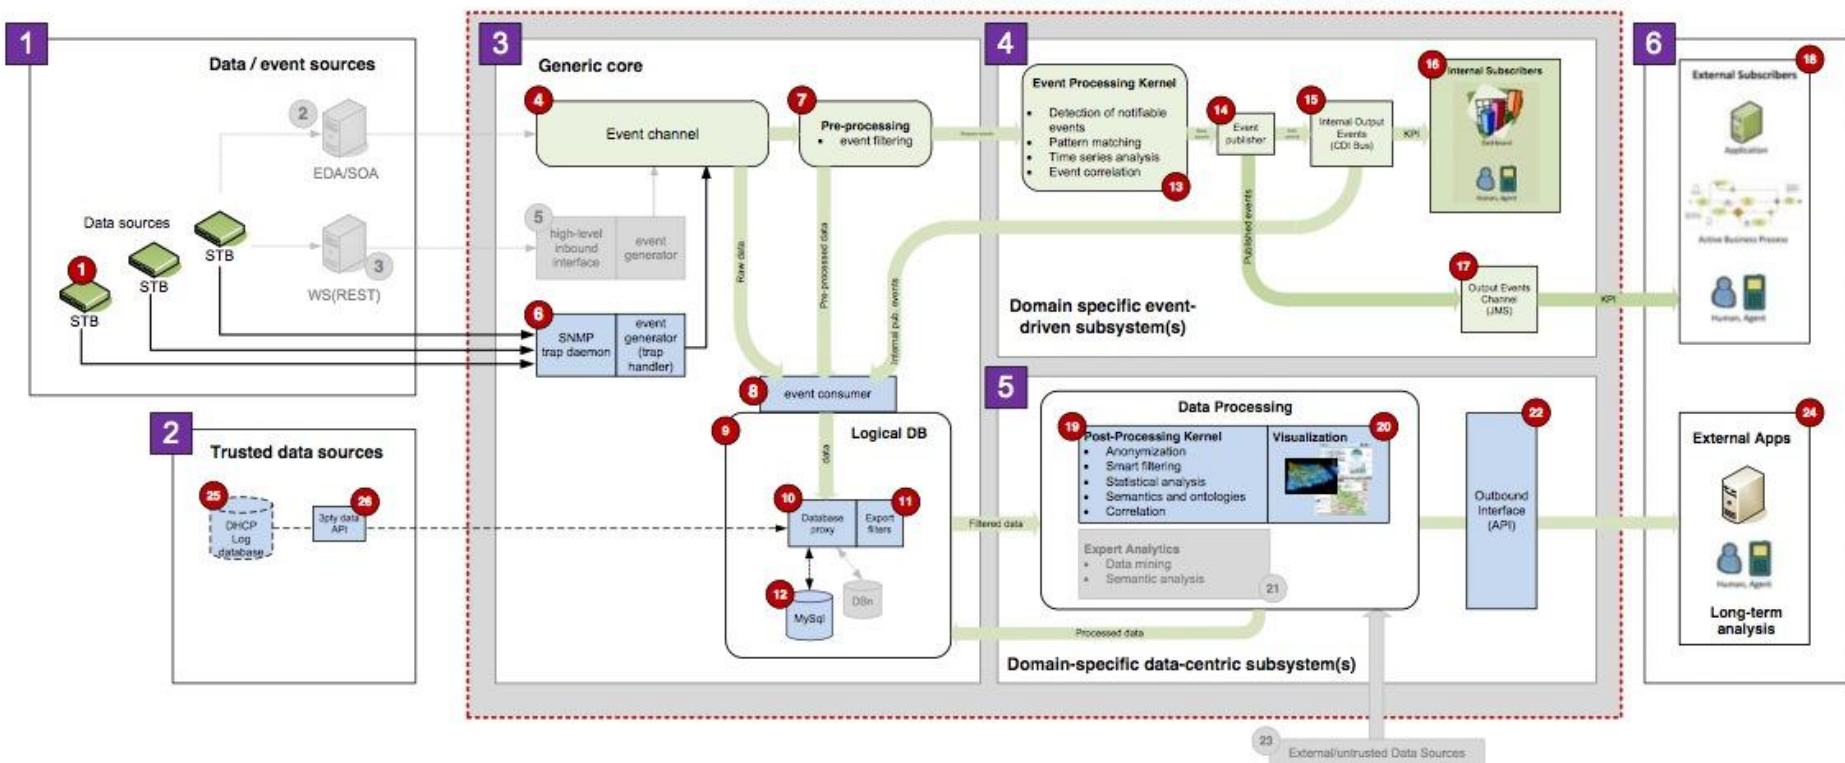 1
Data / event sources
2
EDA/SOA
Data sources
STB
STB
1
STB
3
WS(REST)
2
Trusted data sources
25
DHCP
Log
database
26
3pty data
API
3
Generic core
4
Event channel
7
Pre-processing
• event filtering
5
high-level
inbound
interface
event
generator
6
SNMP
trap daemon
event
generator
(trap
handler)
Raw data
Pre-processed data
Internal pub. events
8
event consumer
9
Logical DB
data
10
Database
proxy
11
Export
filters
12
MySql
DBn
4
Event Processing Kernel
• Detection of notifiable
events
• Pattern matching
• Time series analysis
• Event correlation
13
14
Event
publisher
15
Internal Output
Events
(CDI Bus)
KPI
16
Internal Subscribers
Dashboard
Human, Agent
Published events
17
Output Events
Channel
(JMS)
KPI
Domain specific event-
driven subsystem(s)
5
Data Processing
19
Post-Processing Kernel
• Anonymization
• Smart filtering
• Statistical analysis
• Semantics and ontologies
• Correlation
20
Visualization
Expert Analytics
• Data mining
• Semantic analysis
21
22
Outbound
Interface
(API)
Filtered data
Processed data
Domain-specific data-centric subsystem(s)
23
External/untrusted Data Sources
6
18
External Subscribers
Application
Active Business Process
Human, Agent
24
External Apps
Human, Agent
Long-term
analysis